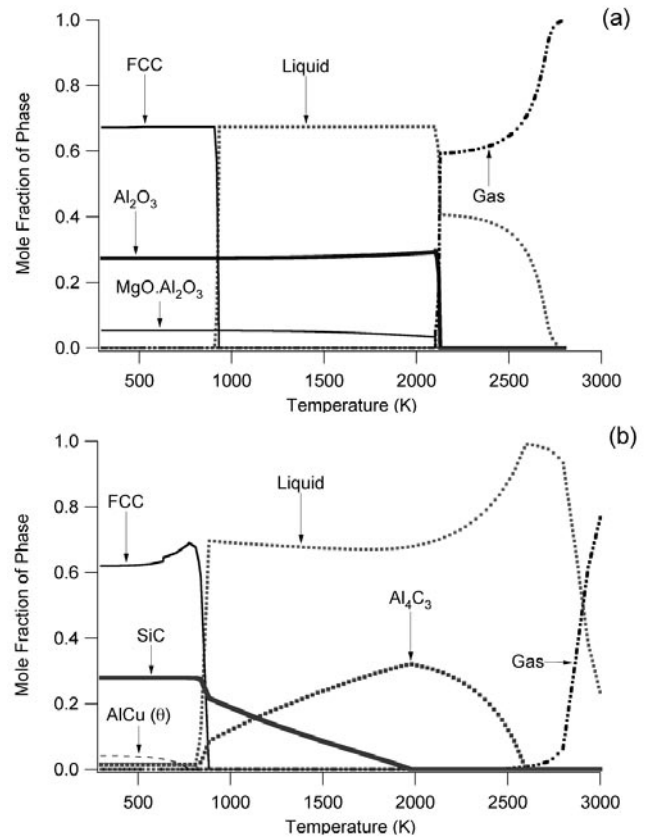 (a)
1.0
FCC
Liquid
0.8
0.6
Gas
Al₂O₃
0.4
MgO.Al₂O₃
0.2
0.0
500 1000 1500 2000 2500 3000
Temperature (K)
Mole Fraction of Phase
(b)
1.0
FCC
Liquid
0.8
0.6
Al₄C₃
SiC
0.4
Gas
AlCu (θ)
0.2
0.0
500 1000 1500 2000 2500 3000
Temperature (K)
Mole Fraction of Phase